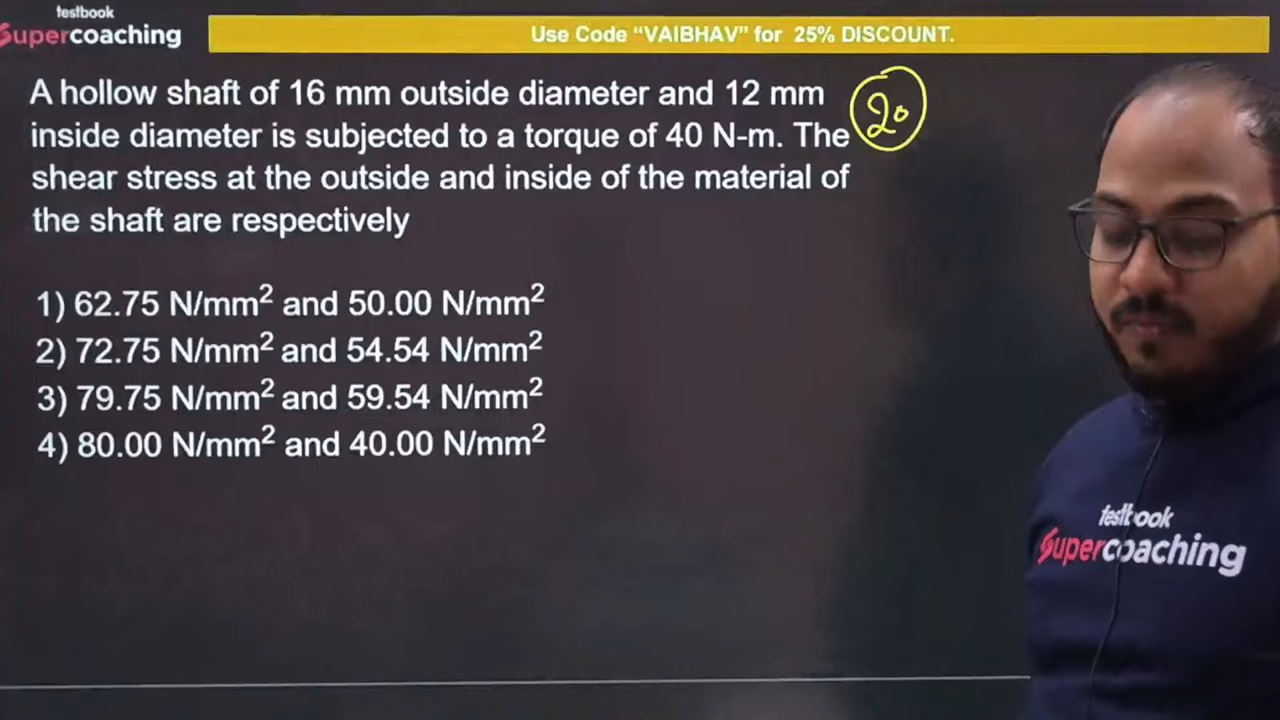 testbook
Supercoaching
Use Code “VAIBHAV” for 25% DISCOUNT.
A hollow shaft of 16 mm outside diameter and 12 mm
inside diameter is subjected to a torque of 40 N-m. The
shear stress at the outside and inside of the material of
the shaft are respectively
20
1) 62.75 N/mm² and 50.00 N/mm²
2) 72.75 N/mm² and 54.54 N/mm²
3) 79.75 N/mm² and 59.54 N/mm²
4) 80.00 N/mm² and 40.00 N/mm²
testbook
Supercoaching